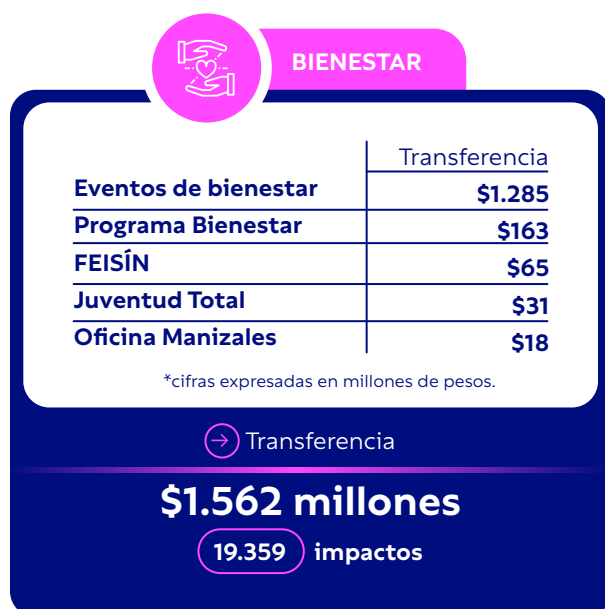 BIENESTAR
Transferencia
Eventos de bienestar $1.285
Programa Bienestar $163
FEISÍN $65
Juventud Total $31
Oficina Manizales $18
*cifras expresadas en millones de pesos.
Transferencia
$1.562 millones
19.359 impactos